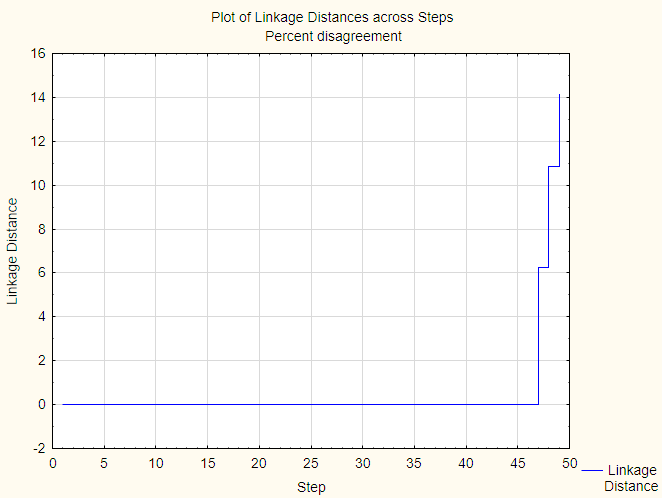 Plot of Linkage Distances across Steps
Percent disagreement
16
14
12
10
8
6
4
2
0
-2
Linkage Distance
0 5 10 15 20 25 30 35 40 45 50
Step
Linkage
Distance